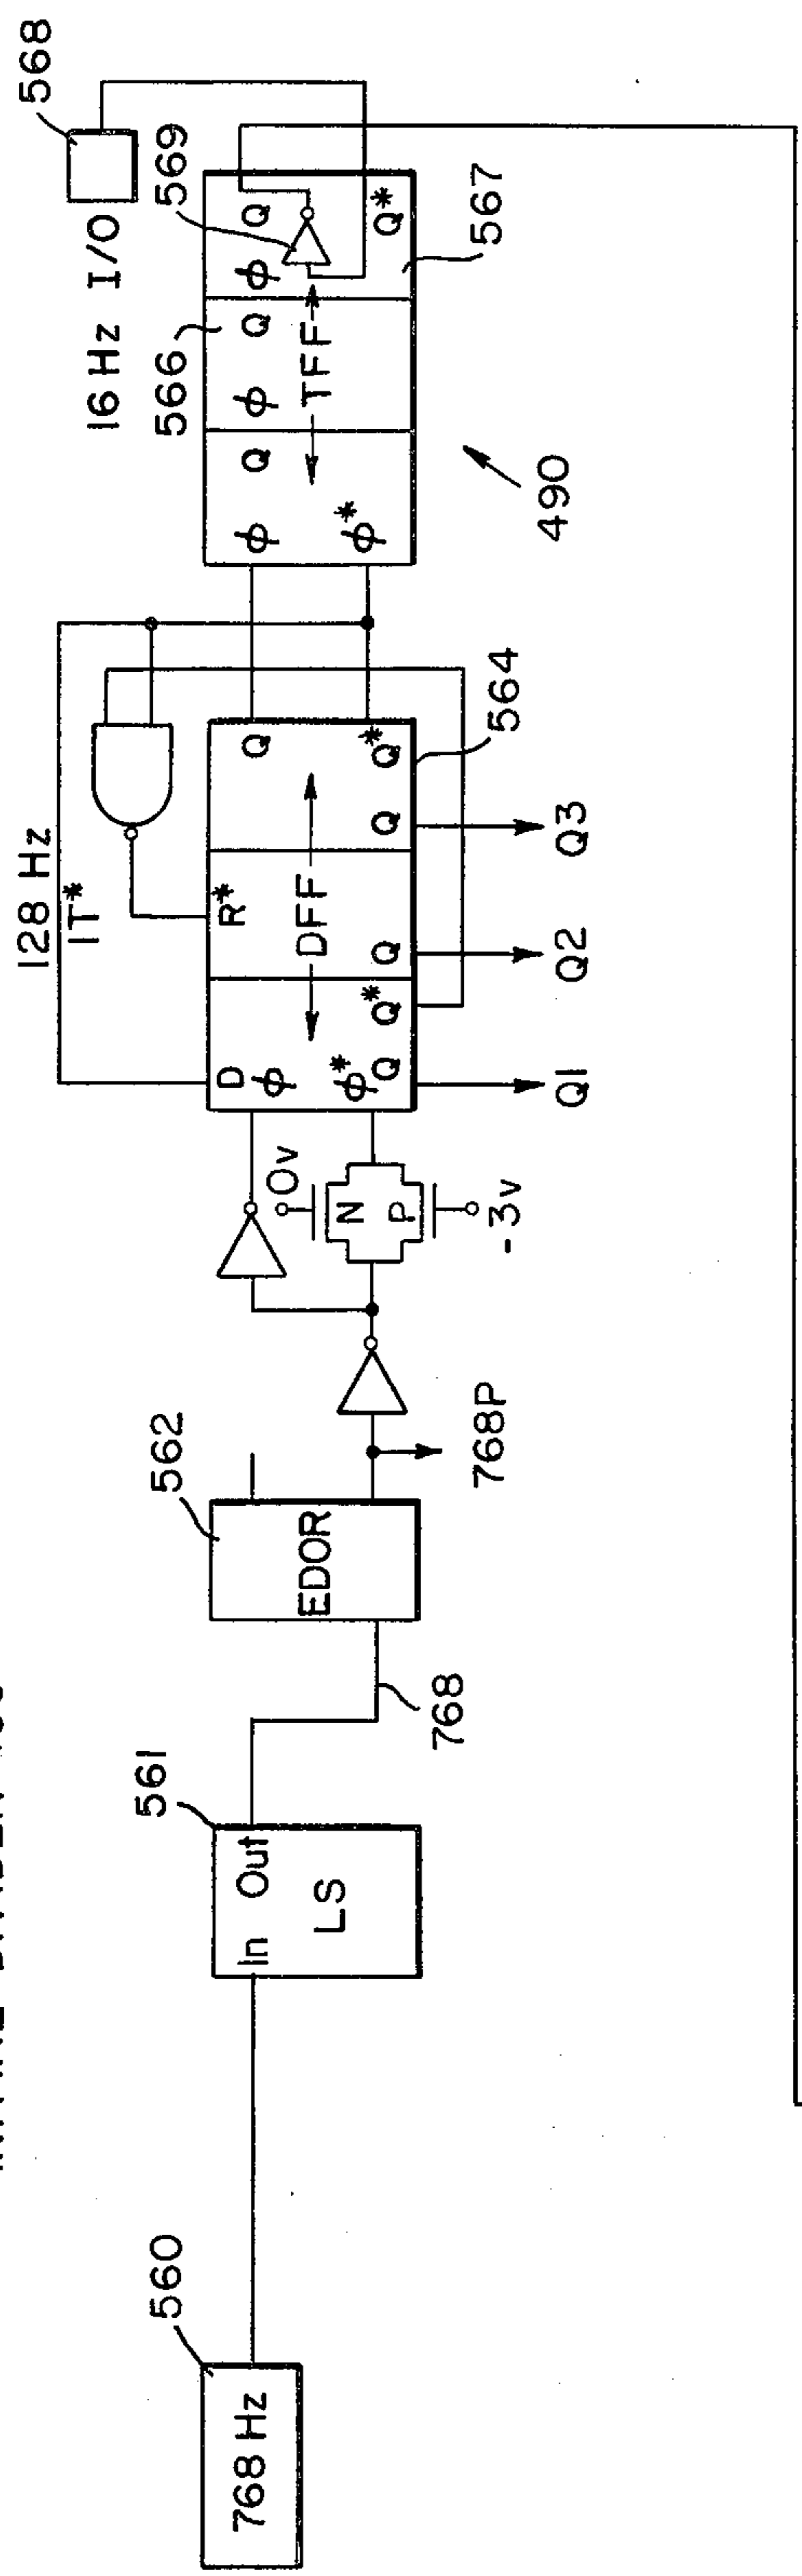 560
768 Hz
561
In Out
LS
768
562
EDOR
768P
0v
N
P
-3v
128 Hz
1T*
D
φ
φ*
R*
DFF
Q
Q*
Q
Q
Q*
Q
564
Q1
Q2
Q3
16 Hz I/O
568
566
569
φ Q
φ Q
φ Q
TFF
φ*
Q*
567
490